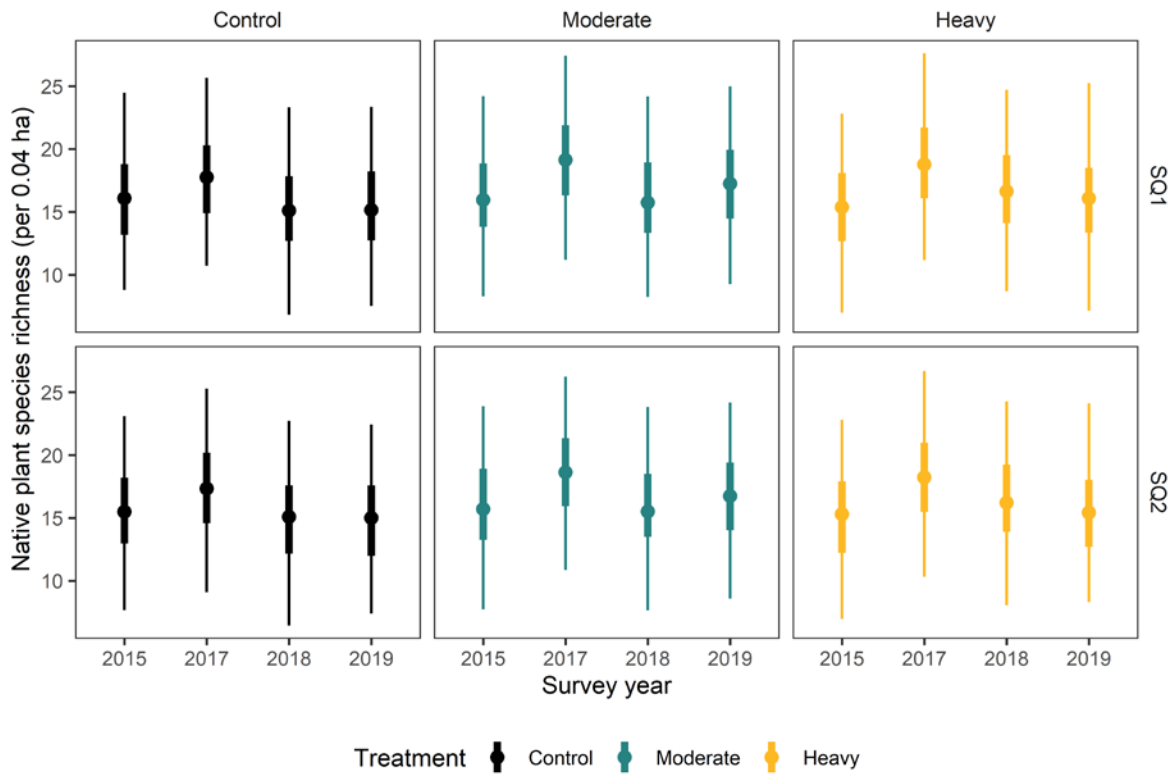 Control Moderate Heavy
Native plant species richness (per 0.04 ha)
25
20
15
10
SQ1
25
20
15
10
SQ2
2015 2017 2018 2019 2015 2017 2018 2019 2015 2017 2018 2019
Survey year
Treatment Control Moderate Heavy